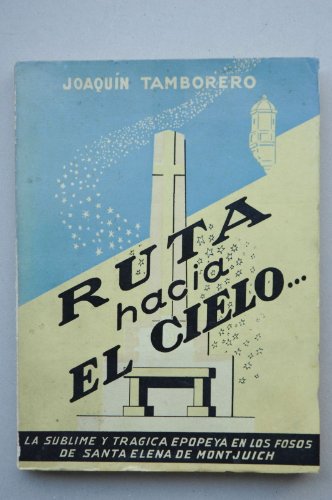 JOAQUÍN TAMBORERO
RUTA
hacia
EL CIELO...
LA SUBLIME Y TRAGICA EPOPEYA EN LOS FOSOS
DE SANTA ELENA DE MONTJUICH